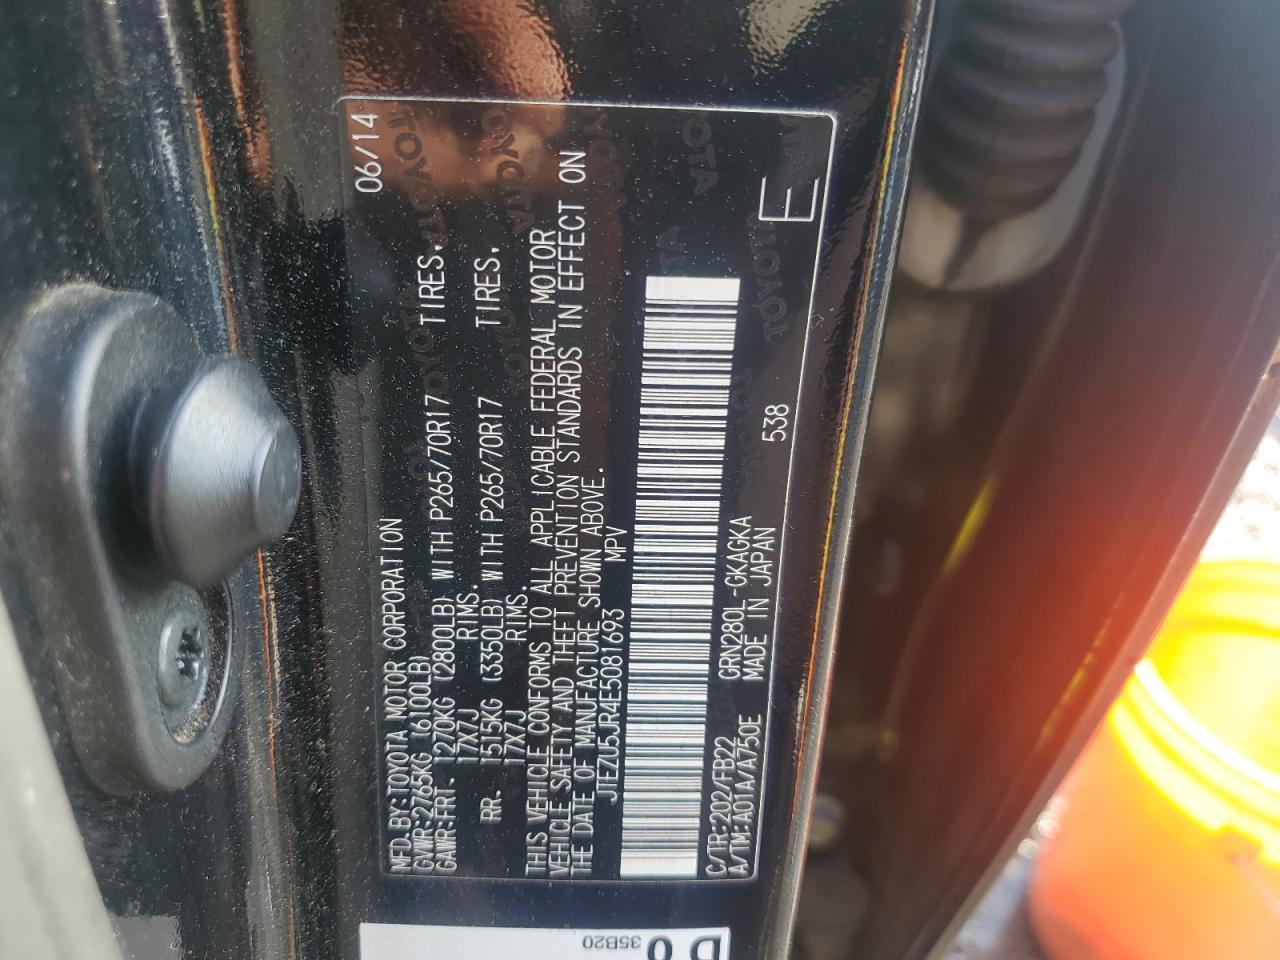 MFD.BY:TOYOTA MOTOR CORPORATION 06/14
GVWR:2765KG (6100LB)
GAWR:FRT. 1270KG (2800LB) WITH P265/70R17 TIRES,
17X7J RIMS,
RR. 1515KG (3350LB) WITH P265/70R17 TIRES,
17X7J RIMS,
THIS VEHICLE CONFORMS TO ALL APPLICABLE FEDERAL MOTOR
VEHICLE SAFETY AND THEFT PREVENTION STANDARDS IN EFFECT ON
THE DATE OF MANUFACTURE SHOWN ABOVE.
JTEZU5JR4E5081693 MPV
C/TR:202/FB22 GRN280L-GKAGKA
A/TM:A01A/A750E MADE IN JAPAN 538 E
TOYOTA
35B20